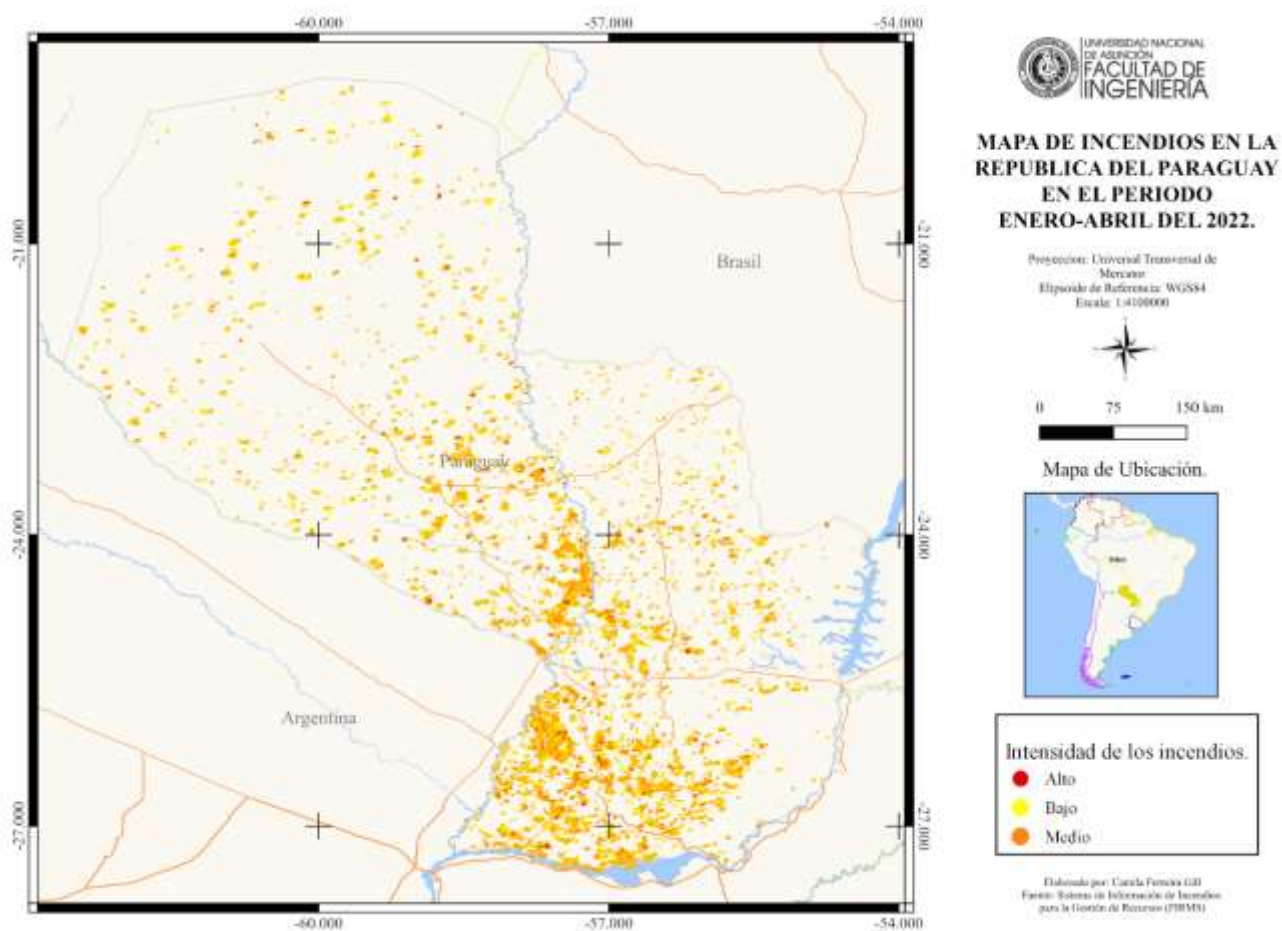 -60.000
-57.000
-54.000
-21.000
-24.000
-27.000
-21.000
-24.000
-27.000
-60.000
-57.000
-54.000
Brasil
Paraguay
Argentina
UNIVERSIDAD NACIONAL
DE ASUNCIÓN
FACULTAD DE
INGENIERÍA
MAPA DE INCENDIOS EN LA
REPUBLICA DEL PARAGUAY
EN EL PERIODO
ENERO-ABRIL DEL 2022.
Proyeccion: Universal Transversal de
Mercator
Elipsoide de Referencia: WGS84
Escala: 1:4100000
0 75 150 km
Mapa de Ubicación.
Intensidad de los incendios.
Alto
Bajo
Medio
Elaborado por: Camila Ferreira Gill
Fuente: Sistema de Información de Incendios
para la Gestión de Recursos (FIRMS)